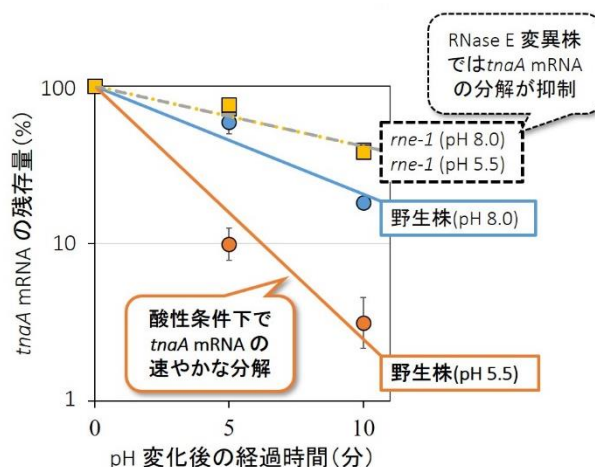 RNase E 変異株
では tnaA mRNA
の分解が抑制
100
10
1
tnaA mRNA の残存量(%)
rne-1 (pH 8.0)
rne-1 (pH 5.5)
野生株(pH 8.0)
酸性条件下で
tnaA mRNA の
速やかな分解
野生株(pH 5.5)
0
5
10
pH 変化後の経過時間(分)